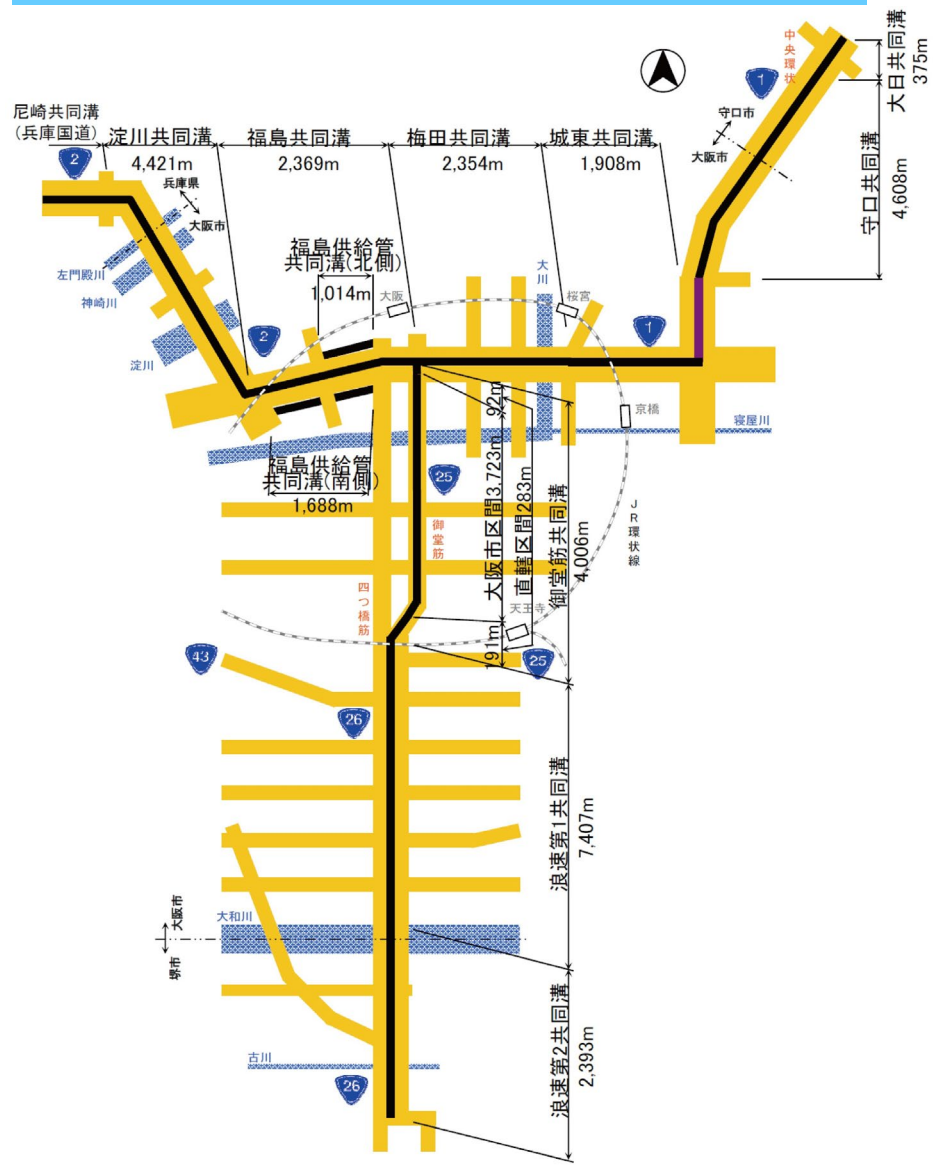 尼崎共同溝
(兵庫国道)
淀川共同溝
4,421m
福島共同溝
2,369m
梅田共同溝
2,354m
城東共同溝
1,908m
大日共同溝
375m
守口共同溝
4,608m
中央環状
1
守口市
大阪市
2
兵庫県
大阪市
左門殿川
神崎川
淀川
福島供給管
共同溝(北側)
1,014m
大阪
大川
桜宮
2
1
京橋
寝屋川
福島供給管
共同溝(南側)
1,688m
25
御堂筋
四つ橋筋
92m
大阪市区間3,723m
191m
直轄区間283m
御堂筋共同溝
4,006m
JR環状線
天王寺
43
25
26
浪速第1共同溝
7,407m
大和川
大阪市
堺市
浪速第2共同溝
2,393m
古川
26